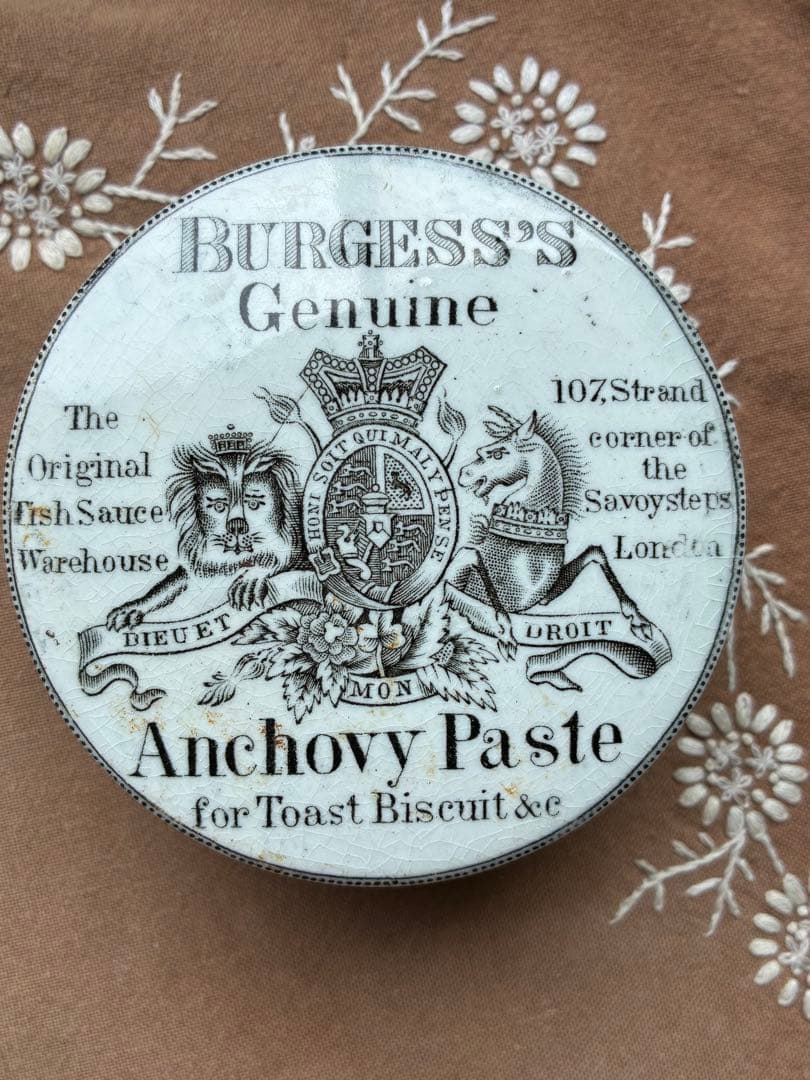 BURGESS'S
Genuine
The
Original
Fish Sauce
Warehouse
107, Strand
corner of
the
Savoy steps
London
HONI SOIT QUI MAL Y PENSE
DIEU ET
MON
DROIT
Anchovy Paste
for Toast Biscuit &c